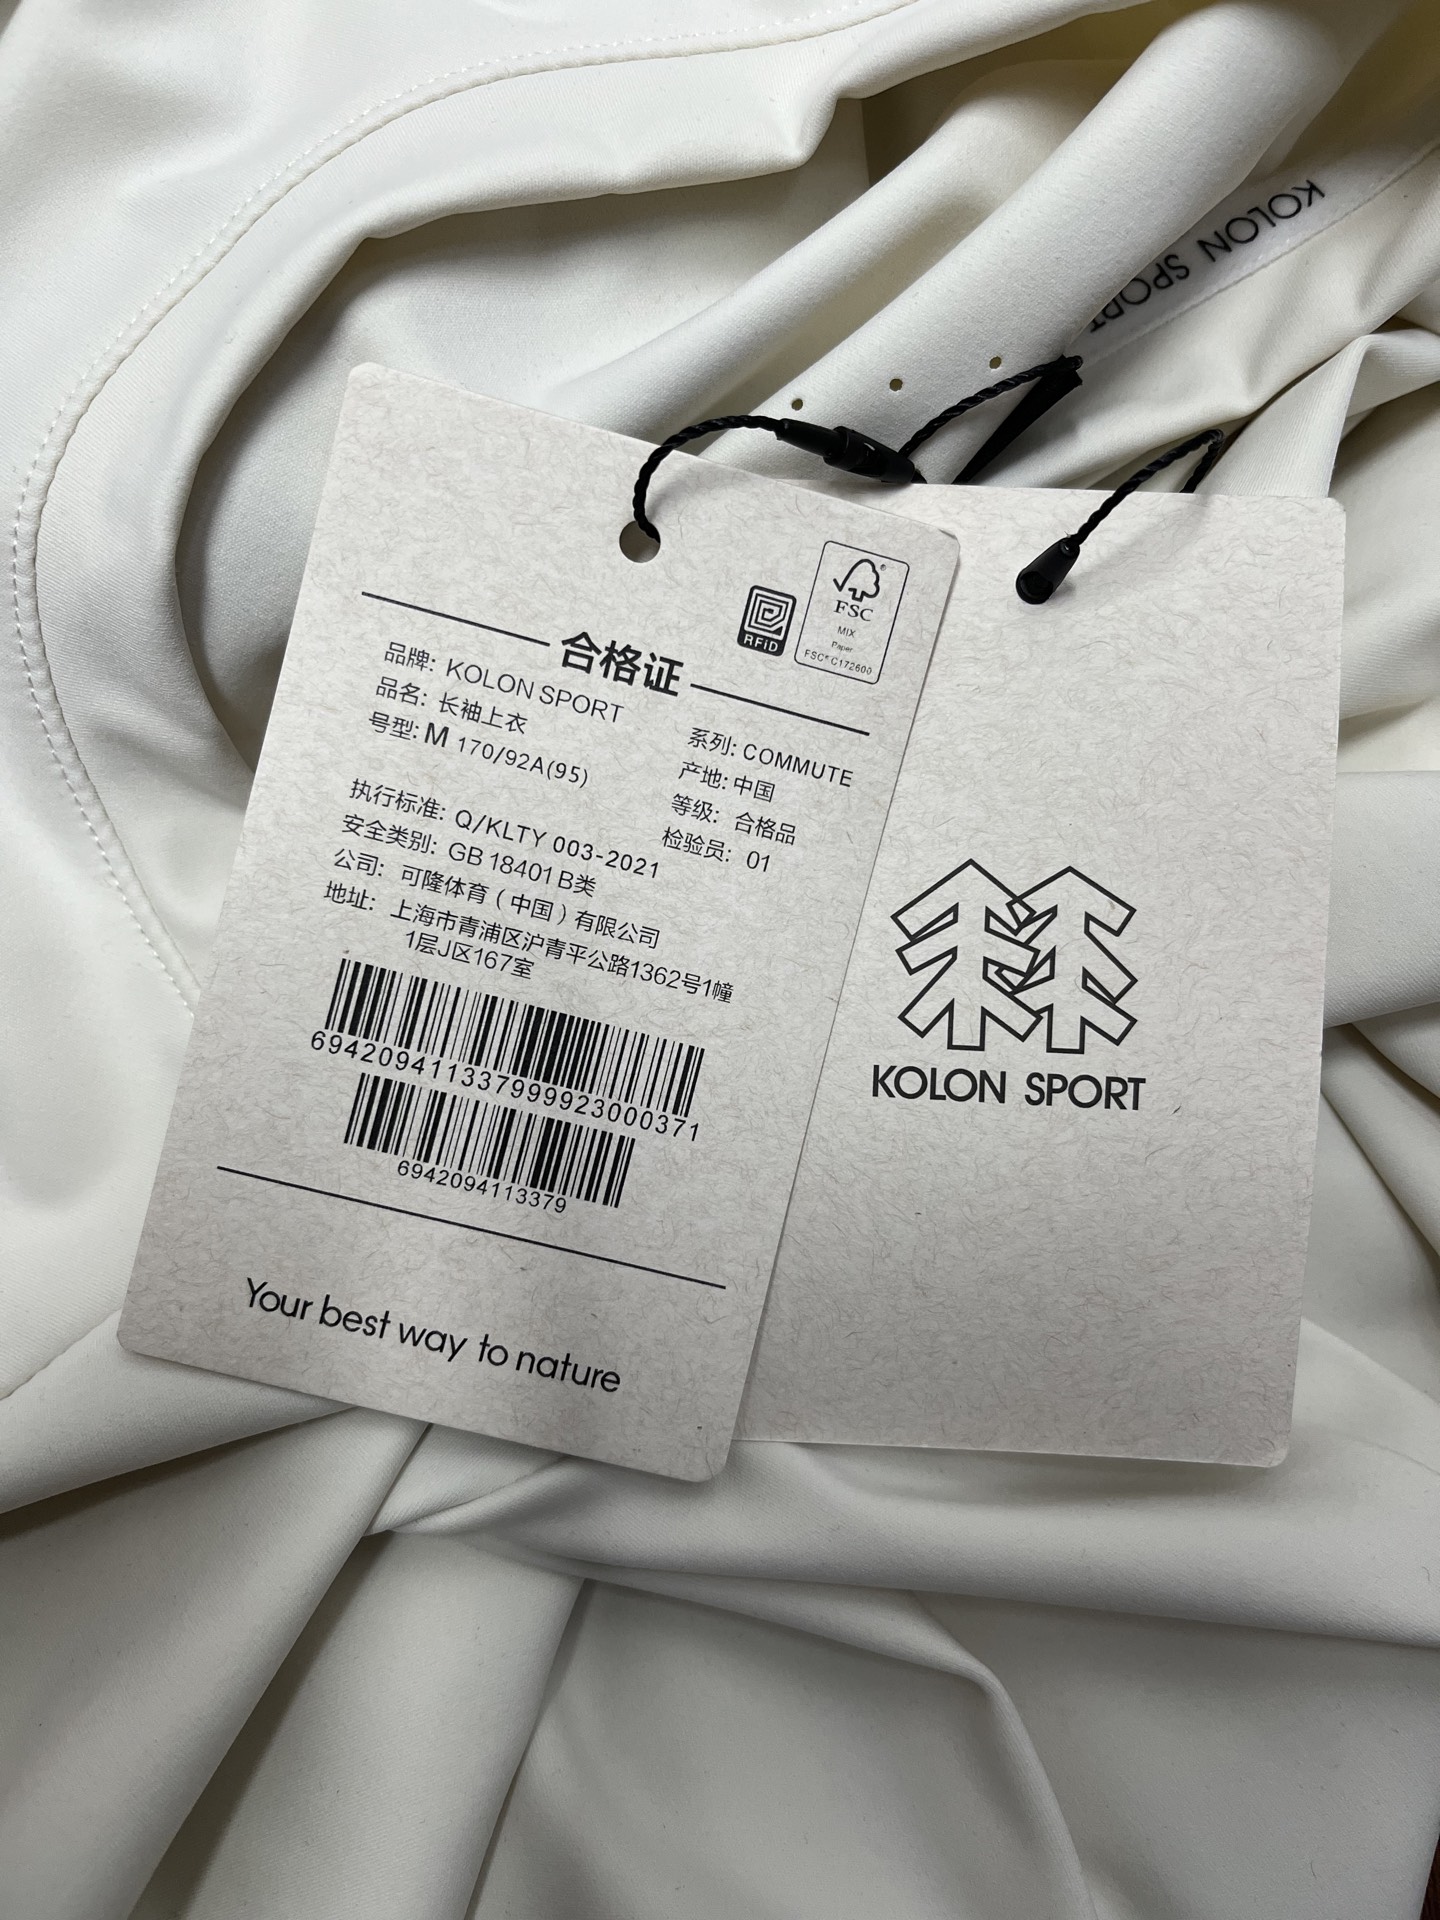 KOLON SPORT
RFiD
FSC
MIX
Paper
FSC® C172600
合格证
品牌: KOLON SPORT
品名: 长袖上衣
号型: M 170/92A(95)
系列: COMMUTE
产地: 中国
等级: 合格品
检验员: 01
执行标准: Q/KLTY 003-2021
安全类别: GB 18401 B类
公司: 可隆体育(中国)有限公司
地址: 上海市青浦区沪青平公路1362号1幢
1层J区167室
694209411337999923000371
6942094113379
Your best way to nature
KOLON SPORT